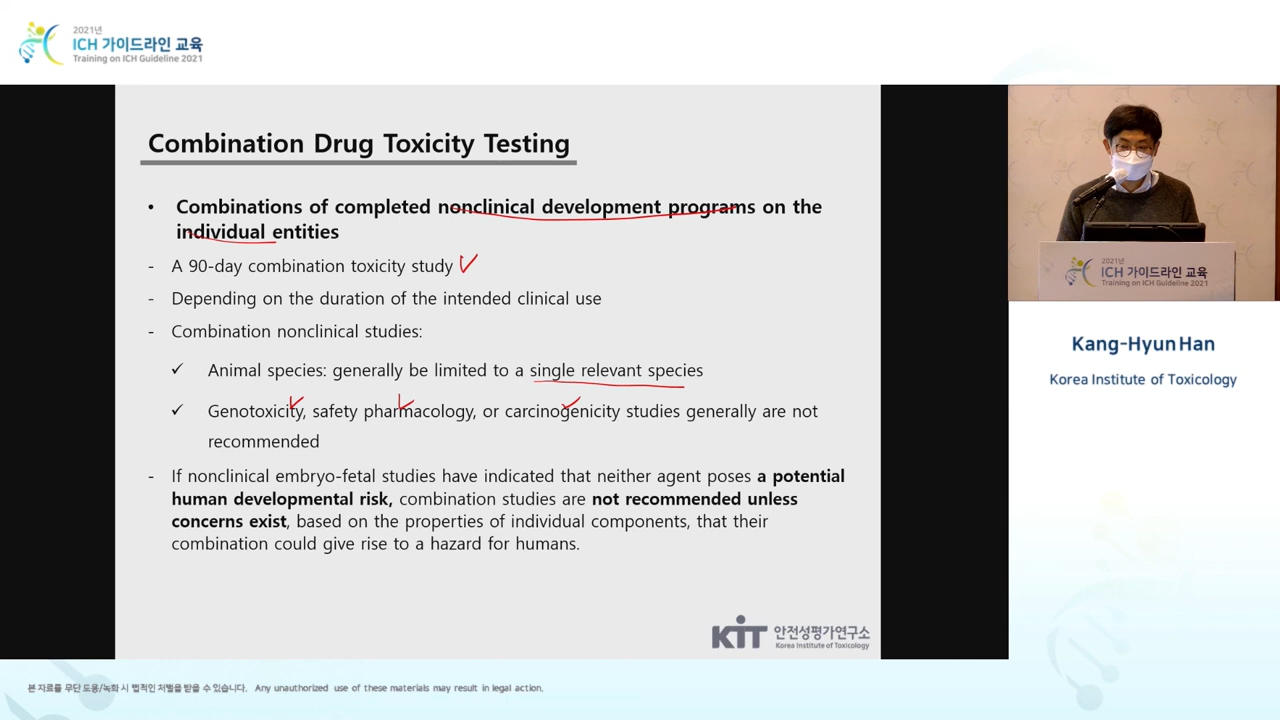 2021년
ICH 가이드라인 교육
Training on ICH Guideline 2021
Combination Drug Toxicity Testing
• Combinations of completed nonclinical development programs on the
individual entities
- A 90-day combination toxicity study
- Depending on the duration of the intended clinical use
- Combination nonclinical studies:
✓ Animal species: generally be limited to a single relevant species
✓ Genotoxicity, safety pharmacology, or carcinogenicity studies generally are not
recommended
- If nonclinical embryo-fetal studies have indicated that neither agent poses a potential
human developmental risk, combination studies are not recommended unless
concerns exist, based on the properties of individual components, that their
combination could give rise to a hazard for humans.
KIT 안전성평가연구소
Korea Institute of Toxicology
2021년
ICH 가이드라인 교육
Training on ICH Guideline 2021
Kang-Hyun Han
Korea Institute of Toxicology
본 자료를 무단 도용/녹화 시 법적인 처벌을 받을 수 있습니다. Any unauthorized use of these materials may result in legal action.